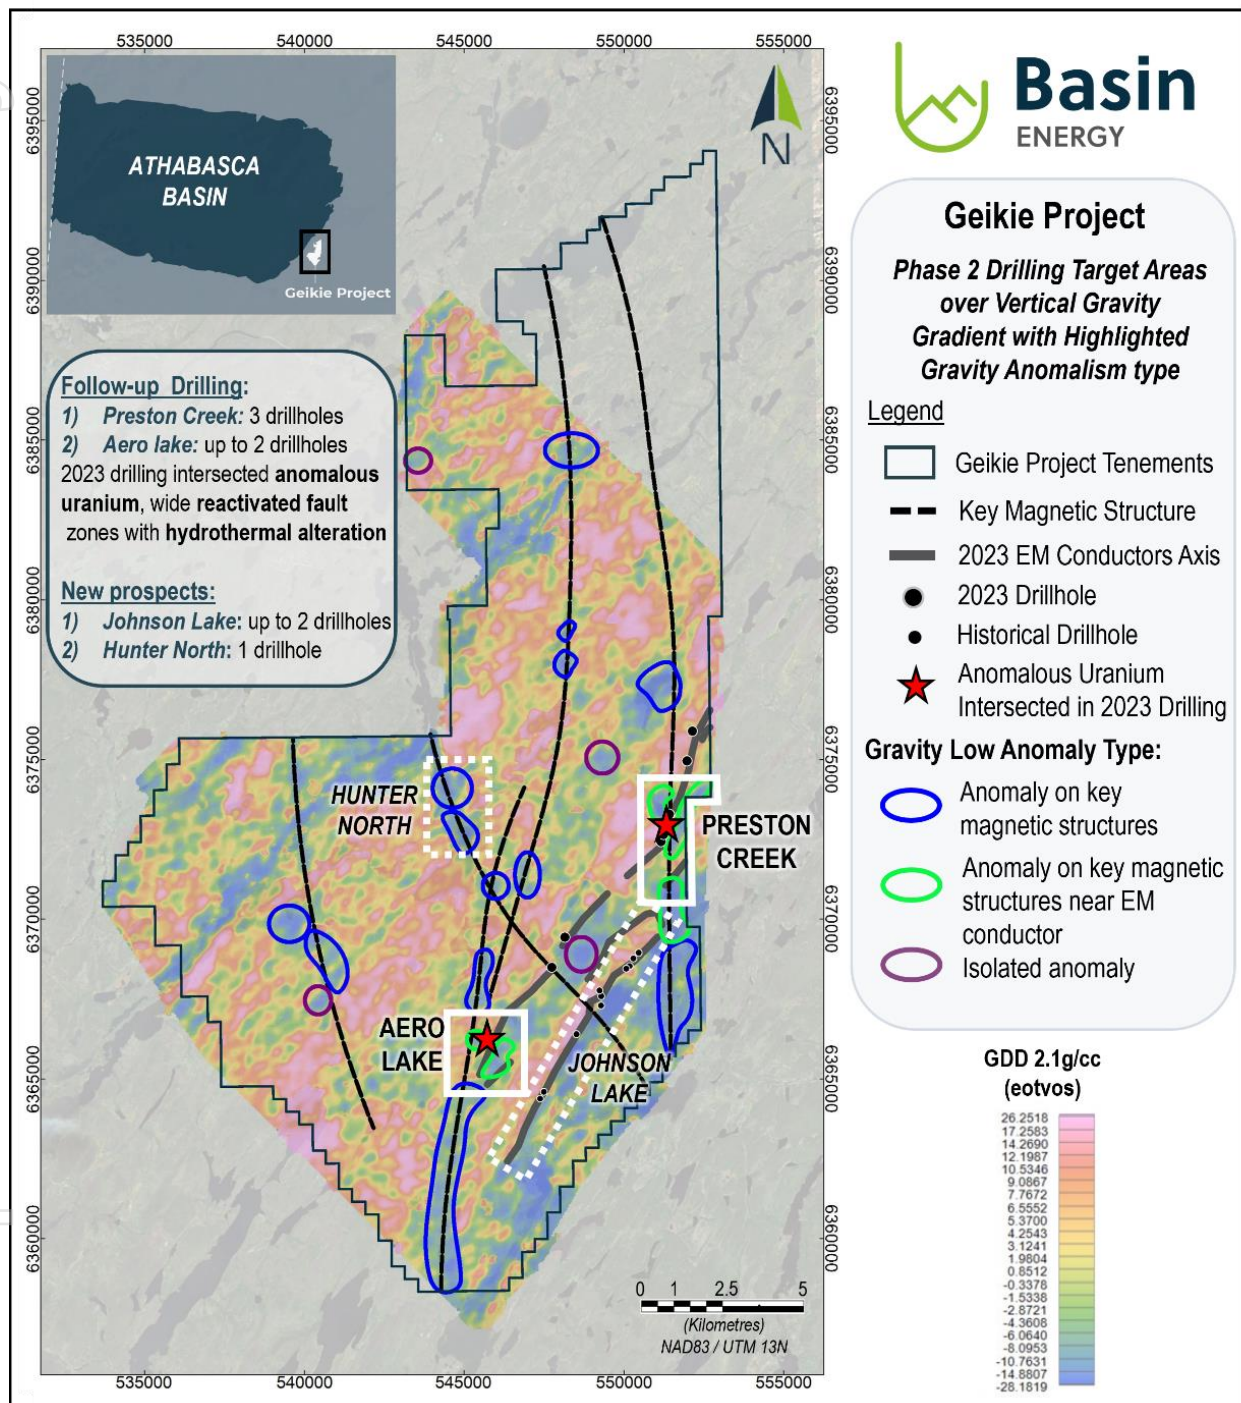 535000 540000 545000 550000 555000
6395000
6390000
6385000
6380000
6375000
6370000
6365000
6360000
6395000
6390000
6385000
6380000
6375000
6370000
6365000
6360000
ATHABASCA
BASIN
Geikie Project
N
Follow-up Drilling:
1) Preston Creek: 3 drillholes
2) Aero lake: up to 2 drillholes
2023 drilling intersected anomalous
uranium, wide reactivated fault
zones with hydrothermal alteration
New prospects:
1) Johnson Lake: up to 2 drillholes
2) Hunter North: 1 drillhole
HUNTER
NORTH
PRESTON
CREEK
AERO
LAKE
JOHNSON
LAKE
0 1 2.5 5
(Kilometres)
NAD83 / UTM 13N
535000 540000 545000 550000 555000
Basin
ENERGY
Geikie Project
Phase 2 Drilling Target Areas
over Vertical Gravity
Gradient with Highlighted
Gravity Anomalism type
Legend
Geikie Project Tenements
Key Magnetic Structure
2023 EM Conductors Axis
2023 Drillhole
Historical Drillhole
Anomalous Uranium
Intersected in 2023 Drilling
Gravity Low Anomaly Type:
Anomaly on key
magnetic structures
Anomaly on key magnetic
structures near EM
conductor
Isolated anomaly
GDD 2.1g/cc
(eotvos)
26.2518
17.2583
14.2690
12.1987
10.5346
9.0867
7.7672
6.5552
5.3700
4.2543
3.1241
1.9804
0.8512
-0.3378
-1.5338
-2.8721
-4.3608
-6.0640
-8.0953
-10.7631
-14.8807
-28.1819